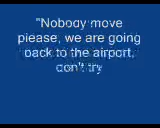 "Nobody move
please, we are going
back to the airport,
don't try